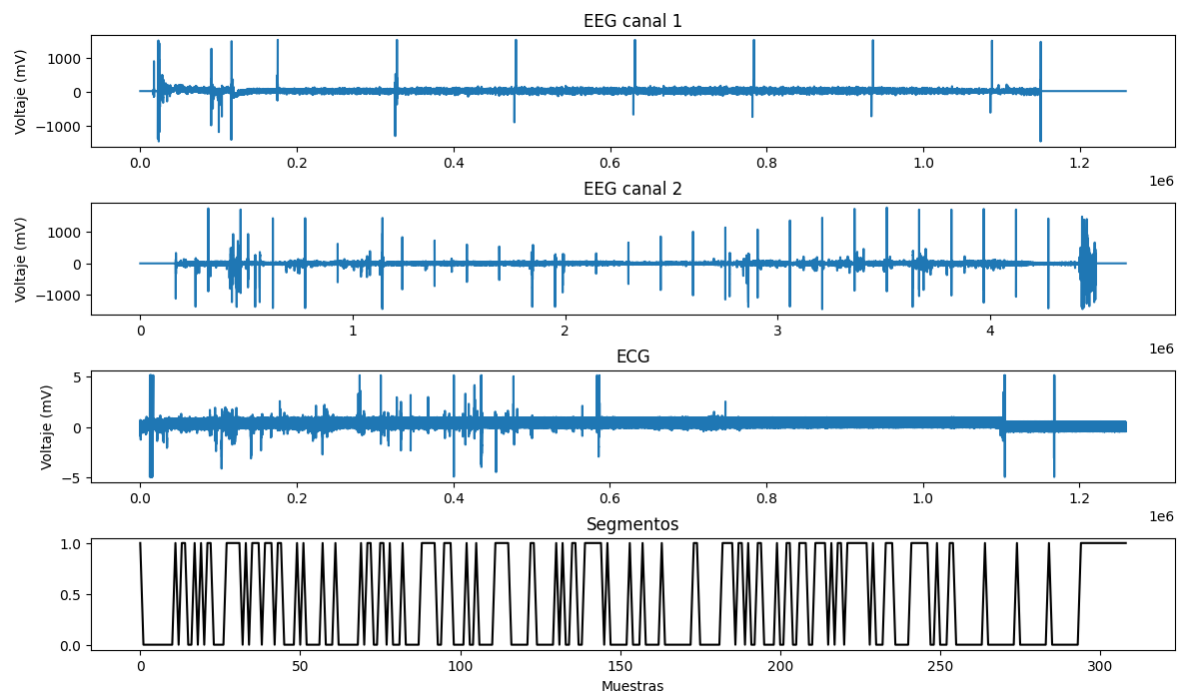 EEG canal 1
Voltaje (mV)
1000
0
−1000
0.0 0.2 0.4 0.6 0.8 1.0 1.2
1e6
EEG canal 2
Voltaje (mV)
1000
0
−1000
0 1 2 3 4
1e6
ECG
Voltaje (mV)
5
0
−5
0.0 0.2 0.4 0.6 0.8 1.0 1.2
1e6
Segmentos
1.0
0.5
0.0
0 50 100 150 200 250 300
Muestras